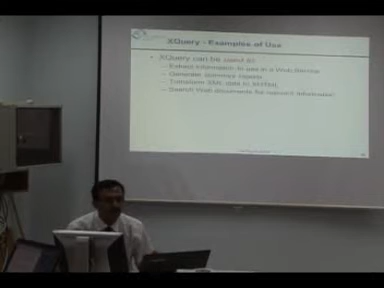 XQuery - Examples of Use
• XQuery can be used to
– Extract information to use in a Web Service
– Generate summary reports
– Transform XML data to XHTML
– Search Web documents for relevant information